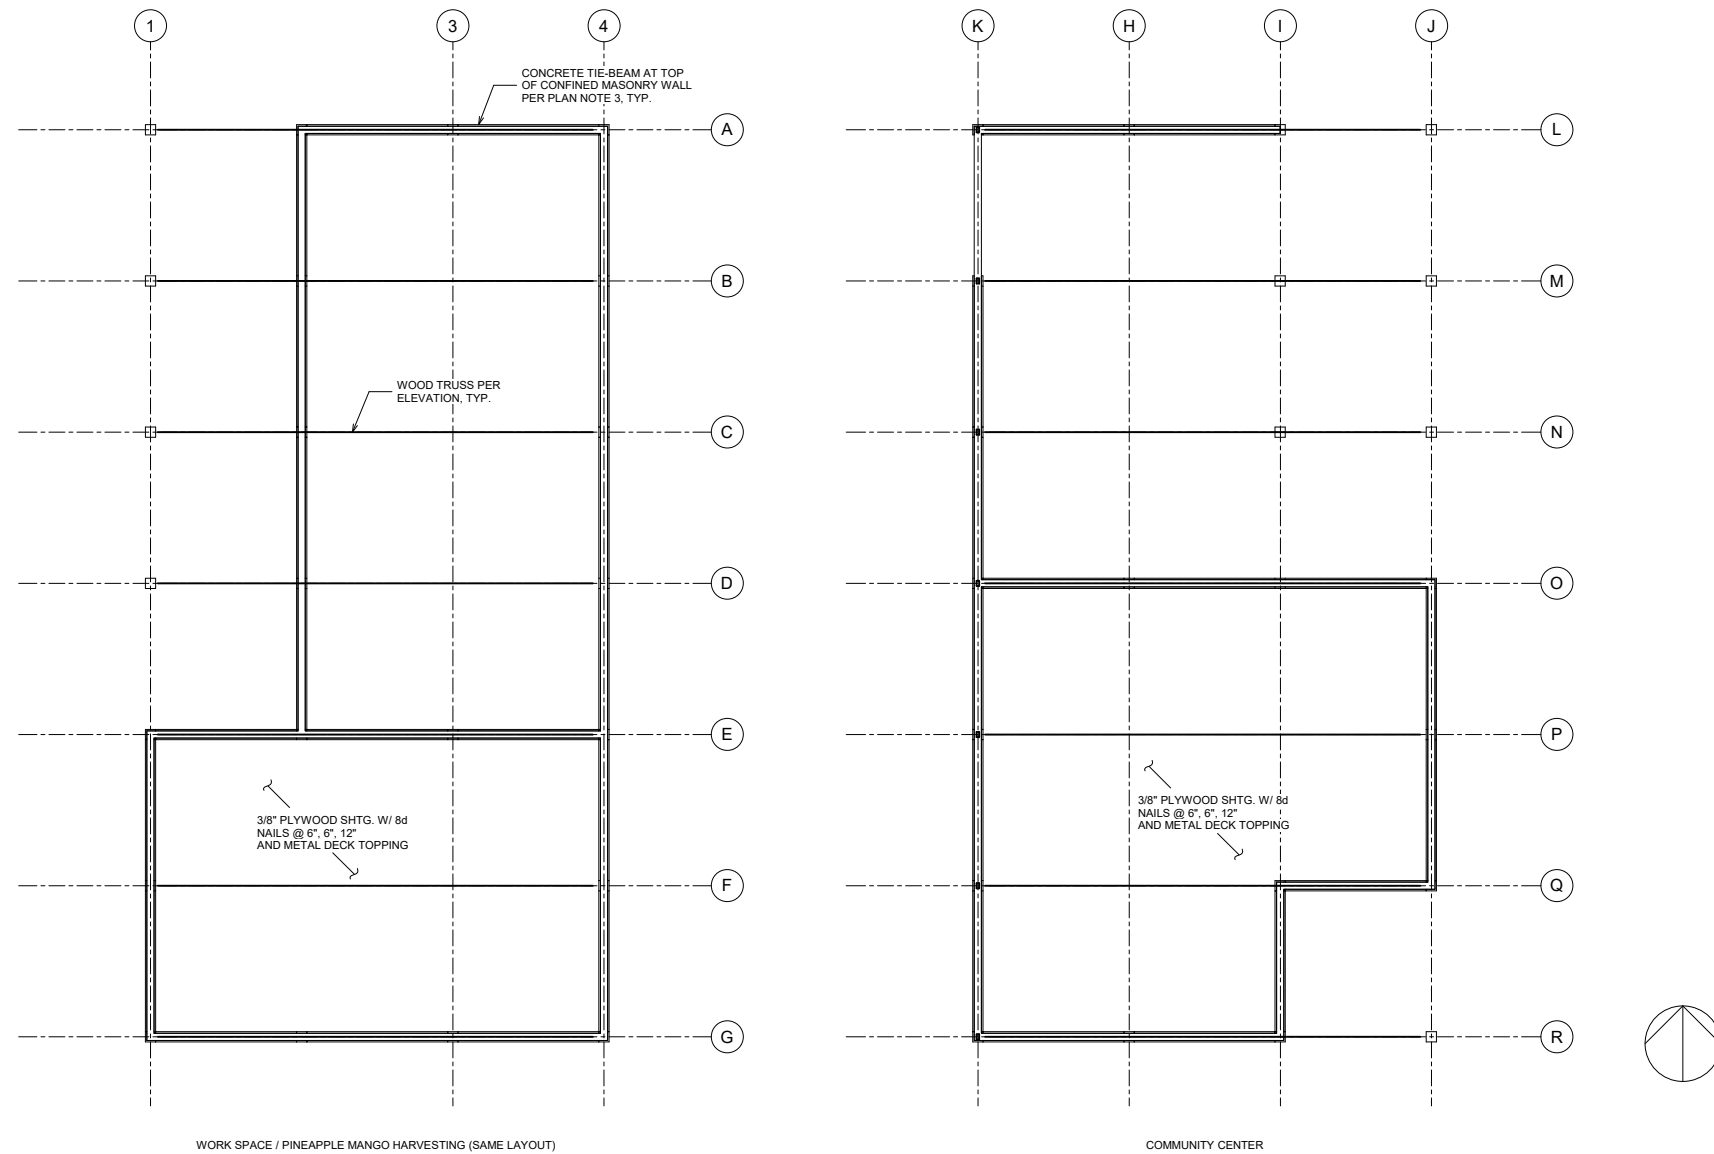 1
3
4
K
H
I
J
CONCRETE TIE-BEAM AT TOP
OF CONFINED MASONRY WALL
PER PLAN NOTE 3, TYP.
A
L
B
M
WOOD TRUSS PER
ELEVATION, TYP.
C
N
D
O
E
P
3/8" PLYWOOD SHTG. W/ 8d
NAILS @ 6", 6", 12"
AND METAL DECK TOPPING
3/8" PLYWOOD SHTG. W/ 8d
NAILS @ 6", 6", 12"
AND METAL DECK TOPPING
F
Q
G
R
WORK SPACE / PINEAPPLE MANGO HARVESTING (SAME LAYOUT)
COMMUNITY CENTER